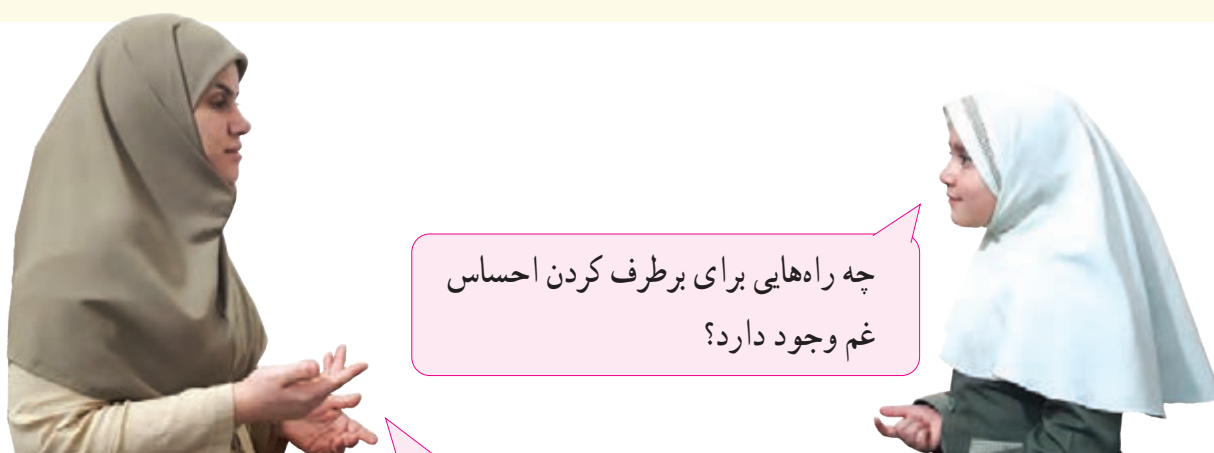 چه راه‌هایی برای برطرف کردن احساس
غم وجود دارد؟